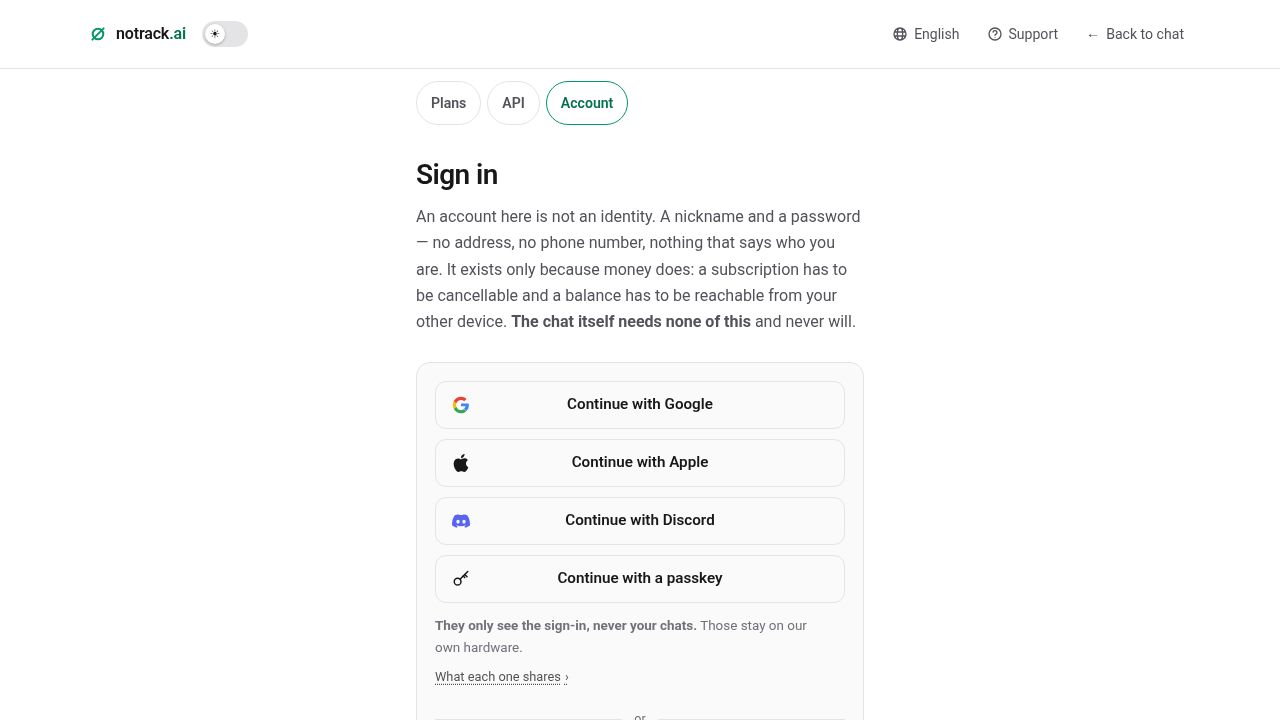 notrack.ai
English
Support
← Back to chat
Plans
API
Account
Sign in
An account here is not an identity. A nickname and a password
— no address, no phone number, nothing that says who you
are. It exists only because money does: a subscription has to
be cancellable and a balance has to be reachable from your
other device. The chat itself needs none of this and never will.
Continue with Google
Continue with Apple
Continue with Discord
Continue with a passkey
They only see the sign-in, never your chats. Those stay on our
own hardware.
What each one shares ›
or